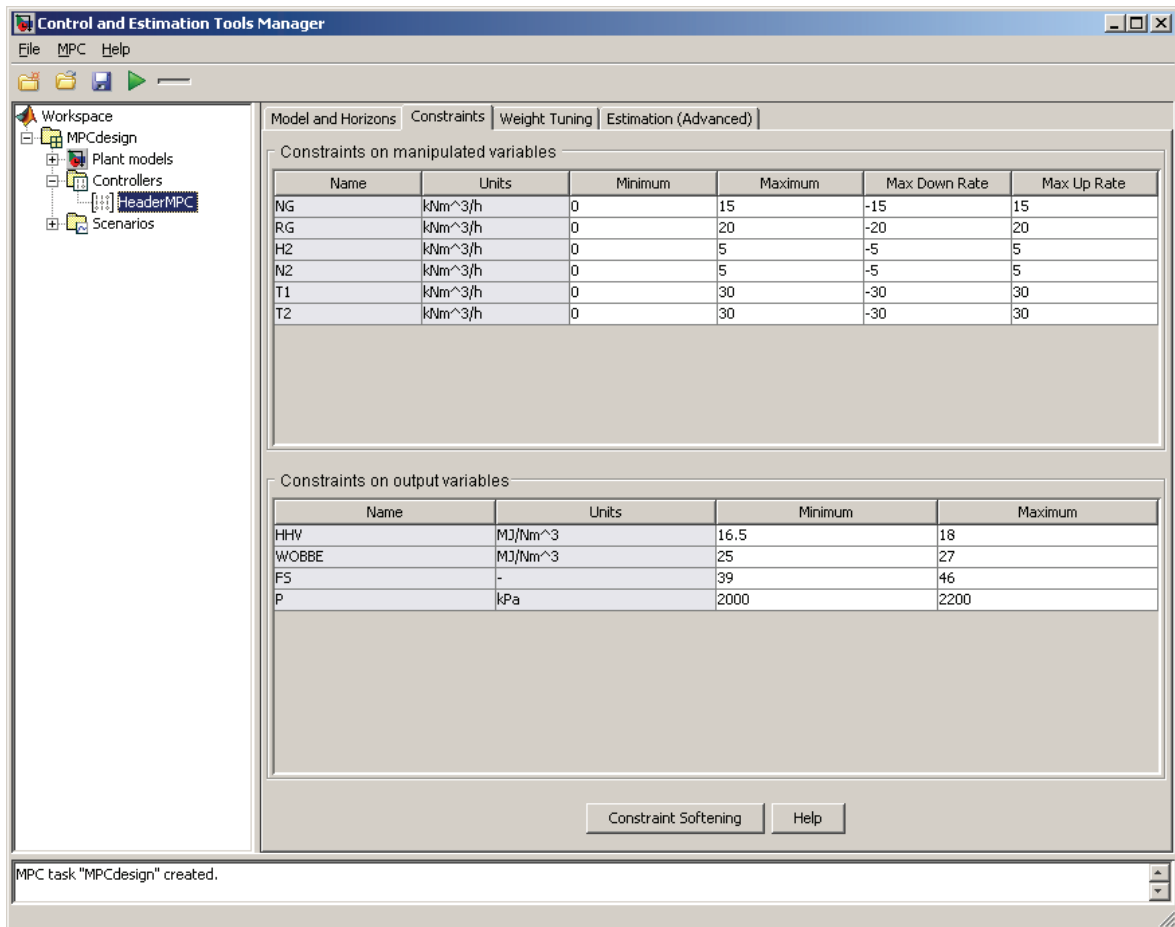 Control and Estimation Tools Manager
File MPC Help
Workspace
MPCdesign
Plant models
Controllers
HeaderMPC
Scenarios
Model and Horizons Constraints Weight Tuning Estimation (Advanced)
Constraints on manipulated variables
Name Units Minimum Maximum Max Down Rate Max Up Rate
NG kNm^3/h 0 15 -15 15
RG kNm^3/h 0 20 -20 20
H2 kNm^3/h 0 5 -5 5
N2 kNm^3/h 0 5 -5 5
T1 kNm^3/h 0 30 -30 30
T2 kNm^3/h 0 30 -30 30
Constraints on output variables
Name Units Minimum Maximum
HHV MJ/Nm^3 16.5 18
WOBBE MJ/Nm^3 25 27
FS - 39 46
P kPa 2000 2200
Constraint Softening Help
MPC task "MPCdesign" created.